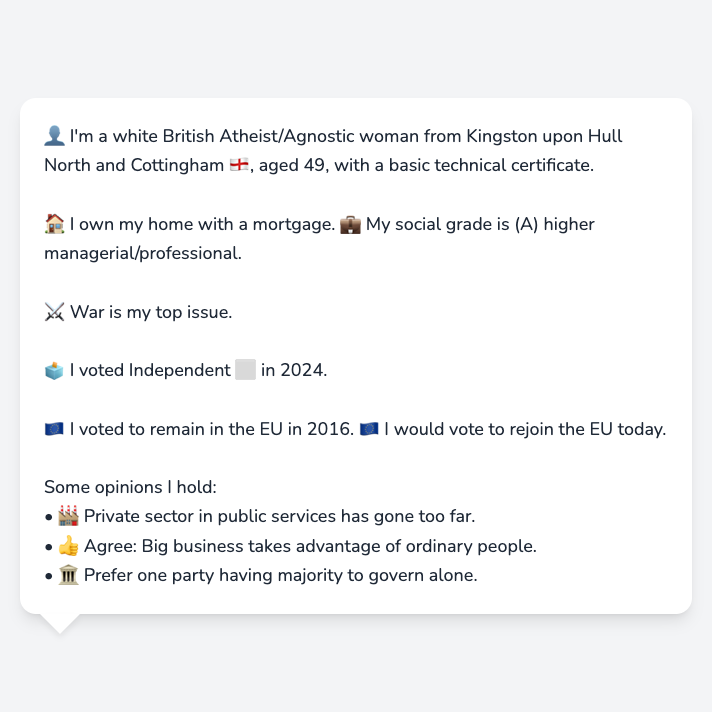 👤 I'm a white British Atheist/Agnostic woman from Kingston upon Hull
North and Cottingham 🏴󠁧󠁢󠁥󠁮󠁧󠁿, aged 49, with a basic technical certificate.
🏠 I own my home with a mortgage. 💼 My social grade is (A) higher
managerial/professional.
⚔️ War is my top issue.
🗳️ I voted Independent ⬜ in 2024.
🇪🇺 I voted to remain in the EU in 2016. 🇪🇺 I would vote to rejoin the EU today.
Some opinions I hold:
• 🏭 Private sector in public services has gone too far.
• 👍 Agree: Big business takes advantage of ordinary people.
• 🏛️ Prefer one party having majority to govern alone.